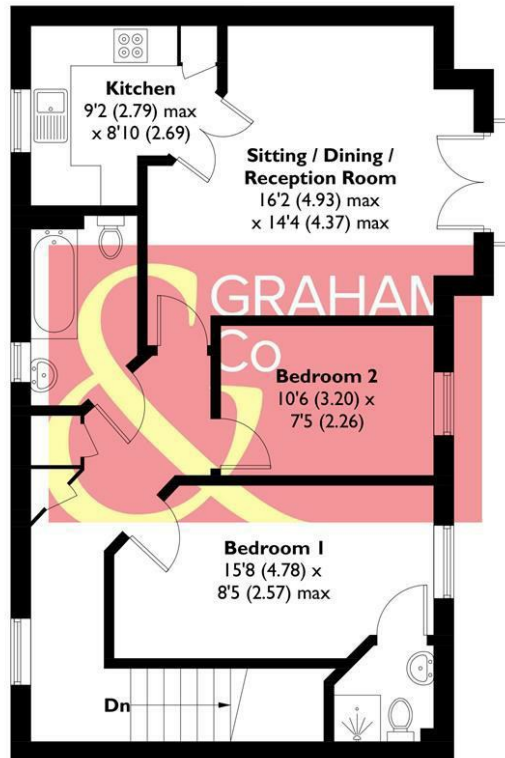 Kitchen
9'2 (2.79) max
x 8'10 (2.69)
Sitting / Dining /
Reception Room
16'2 (4.93) max
x 14'4 (4.37) max
&
GRAHAM
Co
Bedroom 2
10'6 (3.20) x
7'5 (2.26)
Bedroom 1
15'8 (4.78) x
8'5 (2.57) max
Dn